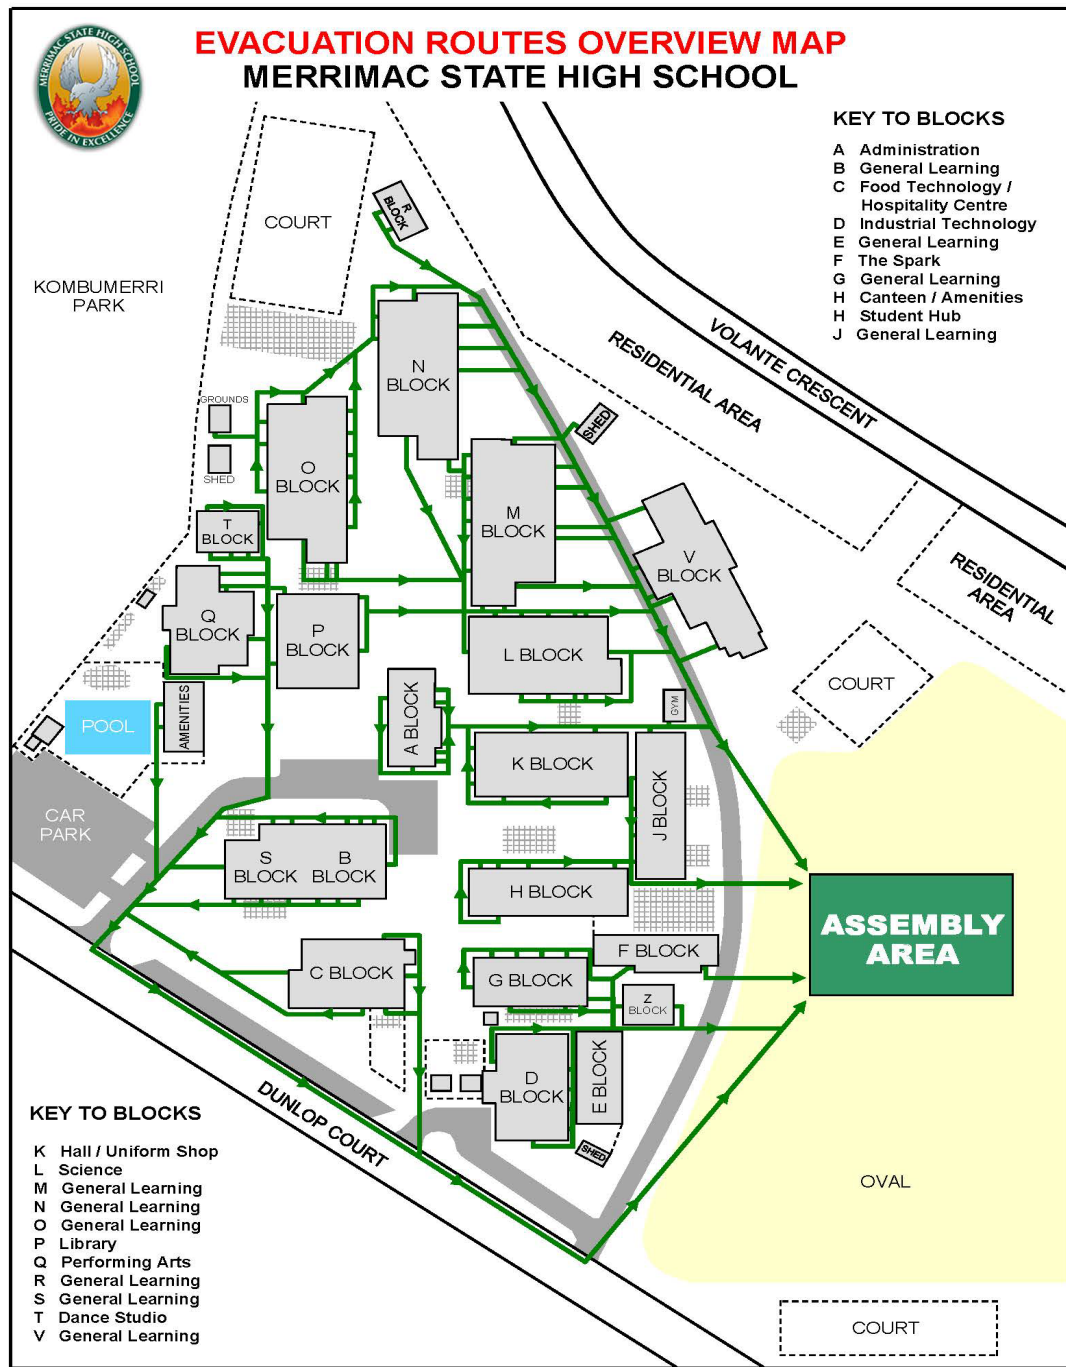 EVACUATION ROUTES OVERVIEW MAP
MERRIMAC STATE HIGH SCHOOL
MERRIMAC STATE HIGH SCHOOL
PRIDE IN EXCELLENCE
KEY TO BLOCKS
A Administration
B General Learning
C Food Technology /
Hospitality Centre
D Industrial Technology
E General Learning
F The Spark
G General Learning
H Canteen / Amenities
H Student Hub
J General Learning
COURT
R
BLOCK
KOMBUMERRI
PARK
VOLANTE CRESCENT
RESIDENTIAL AREA
N
BLOCK
GROUNDS
SHED
SHED
O
BLOCK
M
BLOCK
T
BLOCK
V
BLOCK
RESIDENTIAL
AREA
Q
BLOCK
P
BLOCK
L BLOCK
COURT
AMENITIES
POOL
A BLOCK
GYM
K BLOCK
J BLOCK
CAR
PARK
S
BLOCK
B
BLOCK
H BLOCK
ASSEMBLY
AREA
F BLOCK
C BLOCK
G BLOCK
Z
BLOCK
D
BLOCK
E BLOCK
SHED
DUNLOP COURT
OVAL
KEY TO BLOCKS
K Hall / Uniform Shop
L Science
M General Learning
N General Learning
O General Learning
P Library
Q Performing Arts
R General Learning
S General Learning
T Dance Studio
V General Learning
COURT